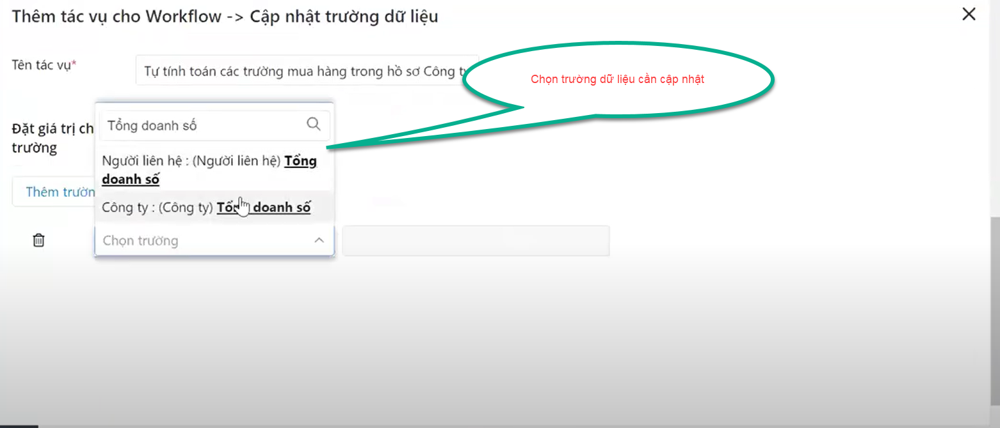 Thêm tác vụ cho Workflow -> Cập nhật trường dữ liệu
Tên tác vụ*
Tự tính toán các trường mua hàng trong hồ sơ Công
Chọn trường dữ liệu cần cập nhật
Đặt giá trị
trường
Tổng doanh số
Người liên hệ : (Người liên hệ) Tổng
doanh số
Thêm
Công ty : (Công ty) Tổng doanh số
Chọn trường